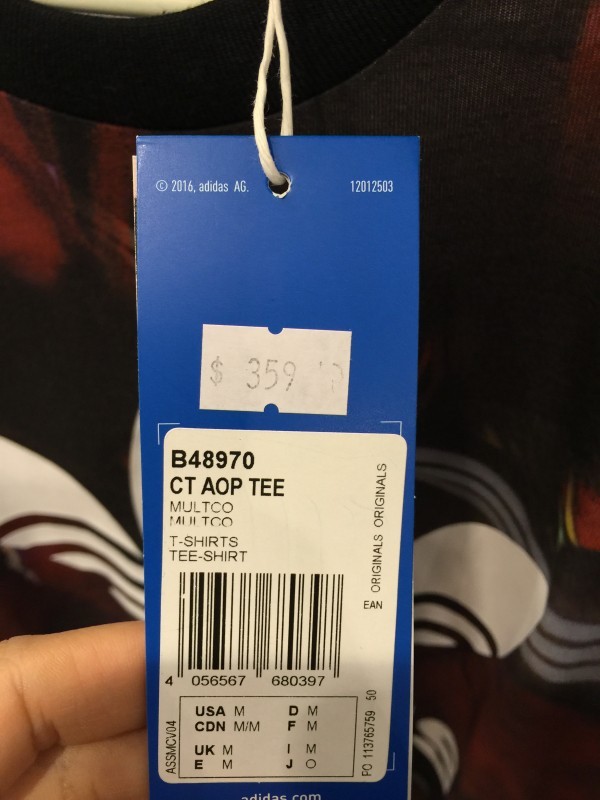 © 2016, adidas AG.
12012503
$ 359
B48970
CT AOP TEE
MULTCO
MULTCO
T-SHIRTS
TEE-SHIRT
ORIGINALS ORIGINALS
EAN
4 056567 680397
USA M D M
CDN M/M F M
UK M I M
E M J O
ASSMCV04
PO 113765759 50
adidas.com